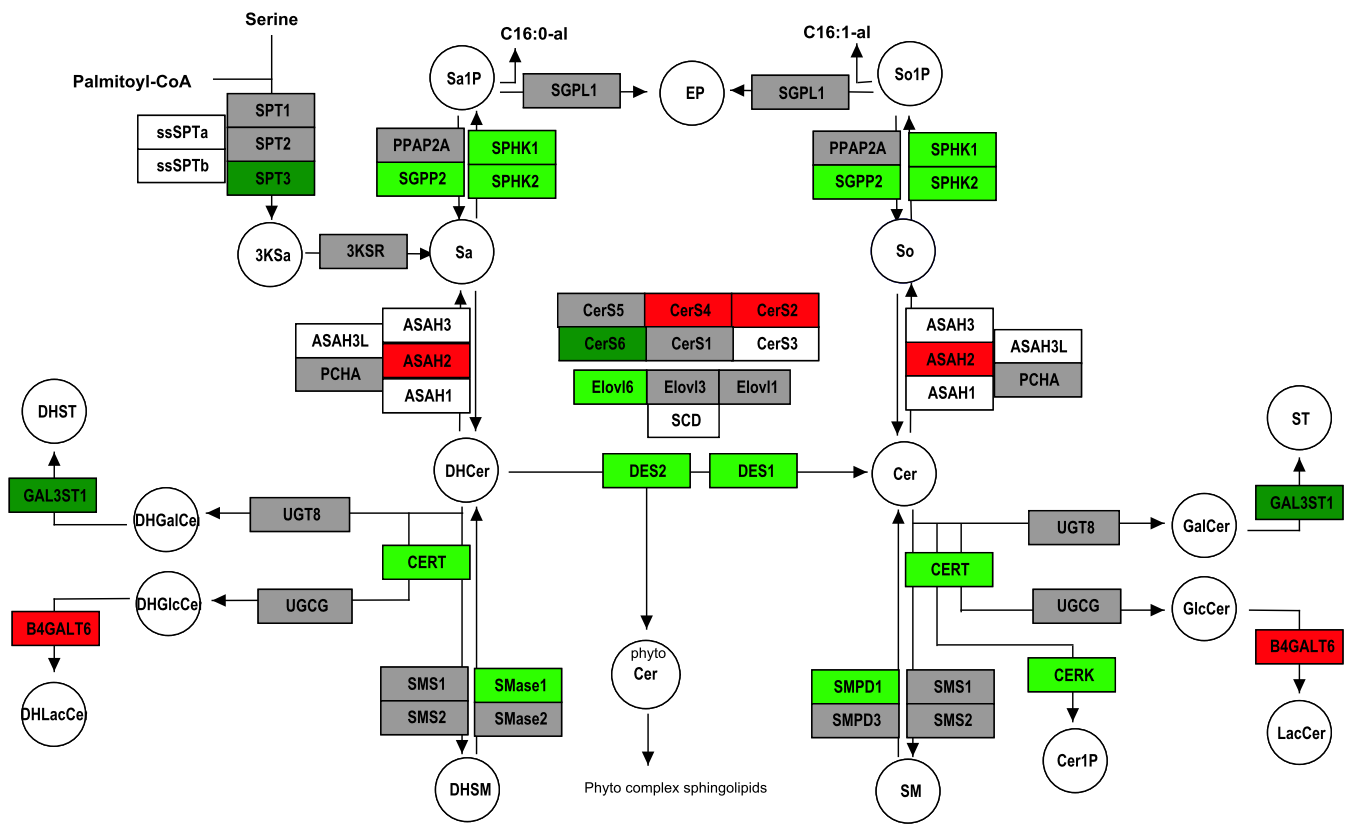 Serine
C16:0-al
C16:1-al
Palmitoyl-CoA
Sa1P
So1P
SGPL1
EP
SGPL1
SPT1
ssSPTa
SPT2
ssSPTb
SPT3
PPAP2A
SPHK1
SGPP2
SPHK2
PPAP2A
SPHK1
SGPP2
SPHK2
3KSa
3KSR
Sa
So
CerS5
CerS4
CerS2
CerS6
CerS1
CerS3
ASAH3
ASAH3L
ASAH2
PCHA
ASAH1
ASAH3
ASAH3L
ASAH2
PCHA
ASAH1
Elovl6
Elovl3
Elovl1
SCD
DHST
ST
DHCer
DES2
DES1
Cer
GAL3ST1
DHGalCer
UGT8
UGT8
GalCer
GAL3ST1
CERT
CERT
B4GALT6
DHGlcCer
UGCG
UGCG
GlcCer
B4GALT6
phyto
Cer
SMS1
SMase1
SMS2
SMase2
SMPD1
SMS1
SMPD3
SMS2
CERK
DHLacCer
LacCer
Cer1P
DHSM
SM
Phyto complex sphingolipids